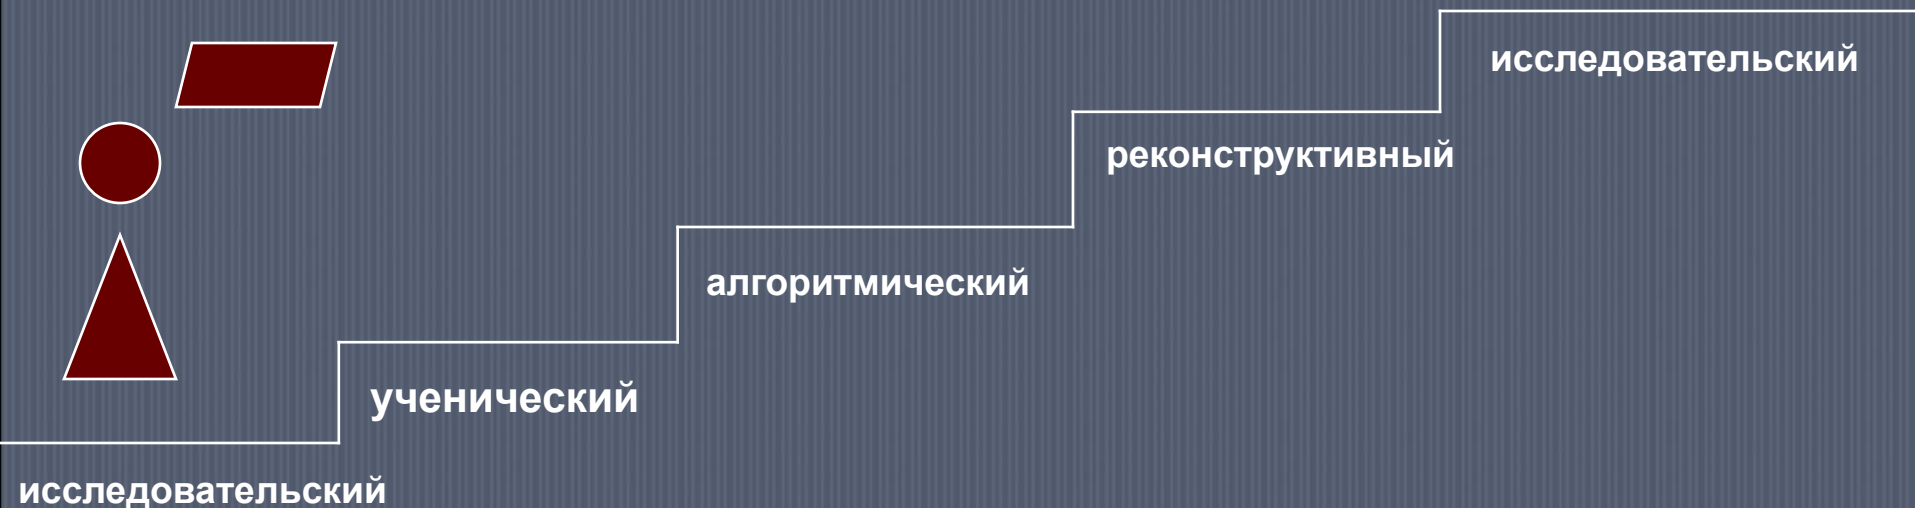 исследовательский
реконструктивный
алгоритмический
ученический
исследовательский